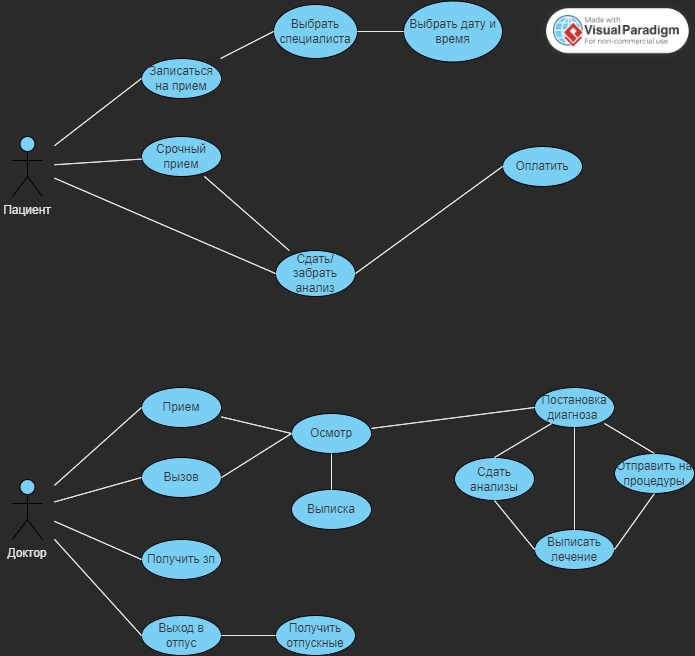 Made with
VisualParadigm
For non-commercial use
Выбрать
специалиста
Выбрать дату и
время
Записаться
на прием
Срочный
прием
Оплатить
Пациент
Сдать/
забрать
анализ
Прием
Постановка
диагноза
Осмотр
Вызов
Сдать
анализы
Отправить на
процедуры
Выписка
Доктор
Получить зп
Выписать
лечение
Выход в
отпус
Получить
отпускные